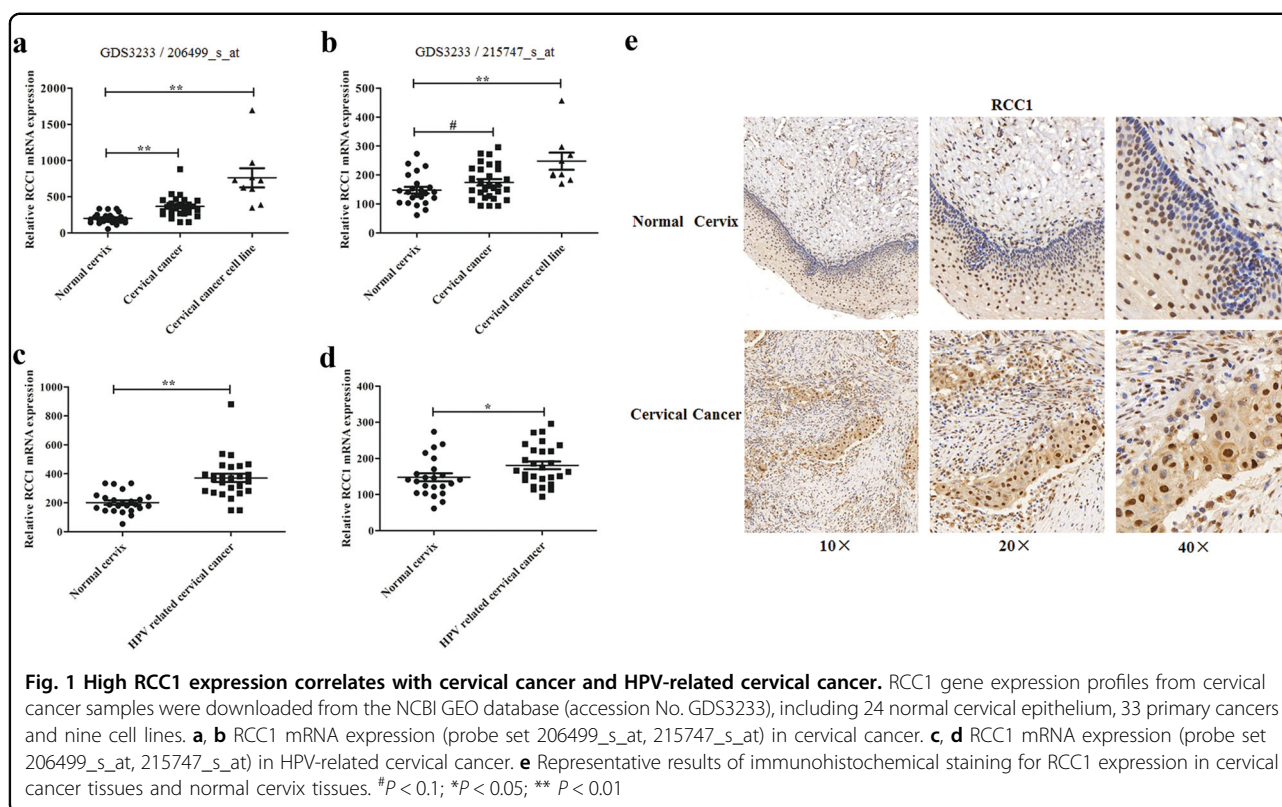 a
GDS3233 / 206499_s_at
Relative RCC1 mRNA expression
2000
1500
1000
500
0
**
**
Normal cervix
Cervical cancer
Cervical cancer cell line
b
GDS3233 / 215747_s_at
Relative RCC1 mRNA expression
500
400
300
200
100
0
**
#
Normal cervix
Cervical cancer
Cervical cancer cell line
c
Relative RCC1 mRNA expression
1000
800
600
400
200
0
**
Normal cervix
HPV related cervical cancer
d
Relative RCC1 mRNA expression
400
300
200
100
0
*
Normal cervix
HPV related cervical cancer
e
RCC1
Normal Cervix
Cervical Cancer
10×
20×
40×
Fig. 1 High RCC1 expression correlates with cervical cancer and HPV-related cervical cancer. RCC1 gene expression profiles from cervical
cancer samples were downloaded from the NCBI GEO database (accession No. GDS3233), including 24 normal cervical epithelium, 33 primary cancers
and nine cell lines. a, b RCC1 mRNA expression (probe set 206499_s_at, 215747_s_at) in cervical cancer. c, d RCC1 mRNA expression (probe set
206499_s_at, 215747_s_at) in HPV-related cervical cancer. e Representative results of immunohistochemical staining for RCC1 expression in cervical
cancer tissues and normal cervix tissues. #P < 0.1; *P < 0.05; ** P < 0.01